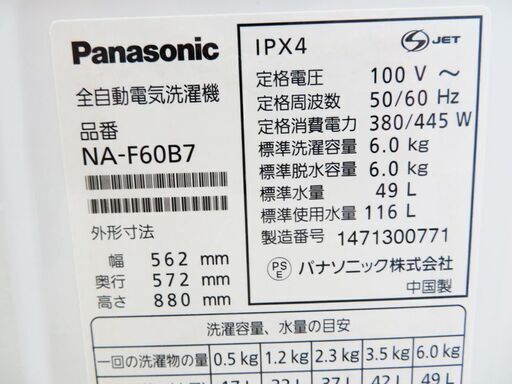 Panasonic
全自動電気洗濯機
品番
NA-F60B7
外形寸法
幅 562 mm
奥行 572 mm
高さ 880 mm
IPX4
S JET
定格電圧 100 V ～
定格周波数 50/60 Hz
定格消費電力 380/445 W
標準洗濯容量 6.0 kg
標準脱水容量 6.0 kg
標準水量 49 L
標準使用水量 116 L
製造番号 1471300771
PS E パナソニック株式会社
中国製
洗濯容量、水量の目安
一回の洗濯物の量 0.5 kg 1.2 kg 2.3 kg 3.5 kg 6.0 kg
17 L 22 L 37 L 42 L 49 L